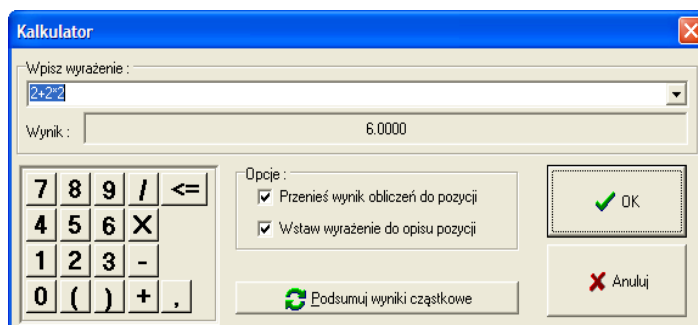 Kalkulator
Wpisz wyrażenie :
2+2*2
Wynik : 6.0000
7 8 9 / <=
4 5 6 X
1 2 3 -
0 ( ) + ,
Opcje :
Przenieś wynik obliczeń do pozycji
Wstaw wyrażenie do opisu pozycji
Podsumuj wyniki cząstkowe
OK
Anuluj